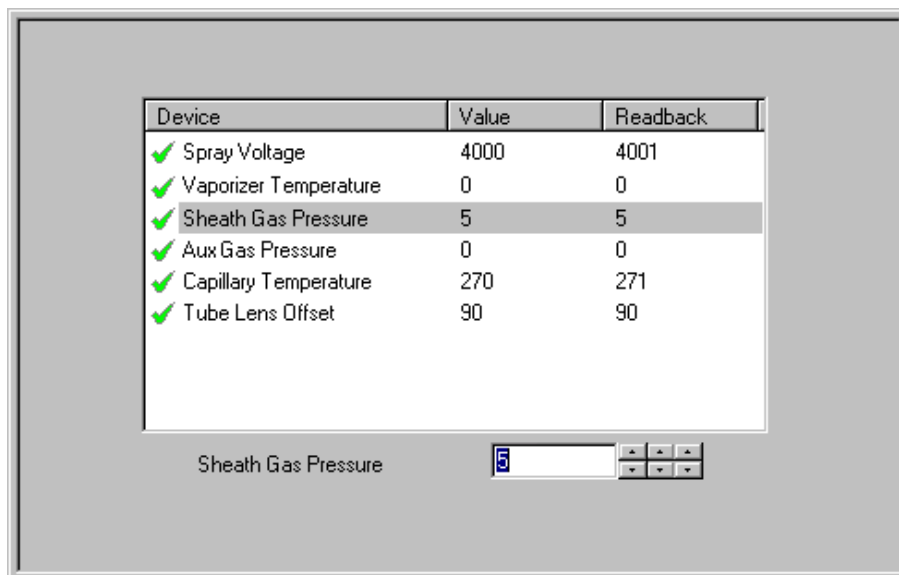 Device Value Readback
Spray Voltage 4000 4001
Vaporizer Temperature 0 0
Sheath Gas Pressure 5 5
Aux Gas Pressure 0 0
Capillary Temperature 270 271
Tube Lens Offset 90 90
Sheath Gas Pressure 5